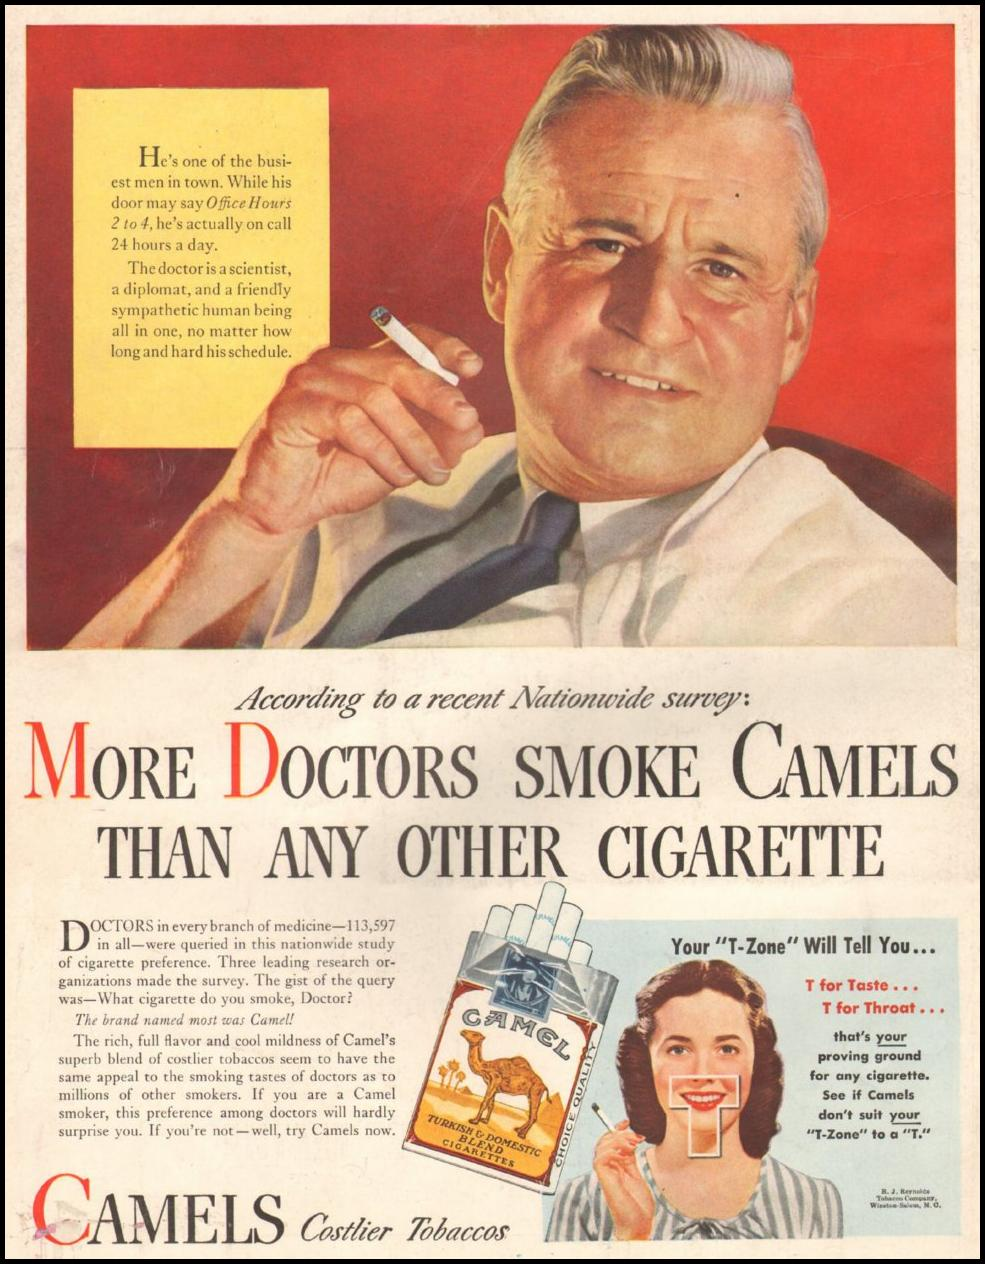 He's one of the busi-
est men in town. While his
door may say Office Hours
2 to 4, he's actually on call
24 hours a day.
The doctor is a scientist,
a diplomat, and a friendly
sympathetic human being
all in one, no matter how
long and hard his schedule.
According to a recent Nationwide survey:
MORE DOCTORS SMOKE CAMELS
THAN ANY OTHER CIGARETTE
DOCTORS in every branch of medicine—113,597
in all—were queried in this nationwide study
of cigarette preference. Three leading research or-
ganizations made the survey. The gist of the query
was—What cigarette do you smoke, Doctor?
The brand named most was Camel!
The rich, full flavor and cool mildness of Camel's
superb blend of costlier tobaccos seem to have the
same appeal to the smoking tastes of doctors as to
millions of other smokers. If you are a Camel
smoker, this preference among doctors will hardly
surprise you. If you're not—well, try Camels now.
CAMELS Costlier Tobaccos
CAMEL
CAMEL
CAMEL
CAMEL
TURKISH & DOMESTIC
BLEND
CIGARETTES
CHOICE QUALITY
Your "T-Zone" Will Tell You...
T for Taste...
T for Throat...
that's your
proving ground
for any cigarette.
See if Camels
don't suit your
"T-Zone" to a "T."
T
R. J. Reynolds
Tobacco Company,
Winston-Salem, N. C.